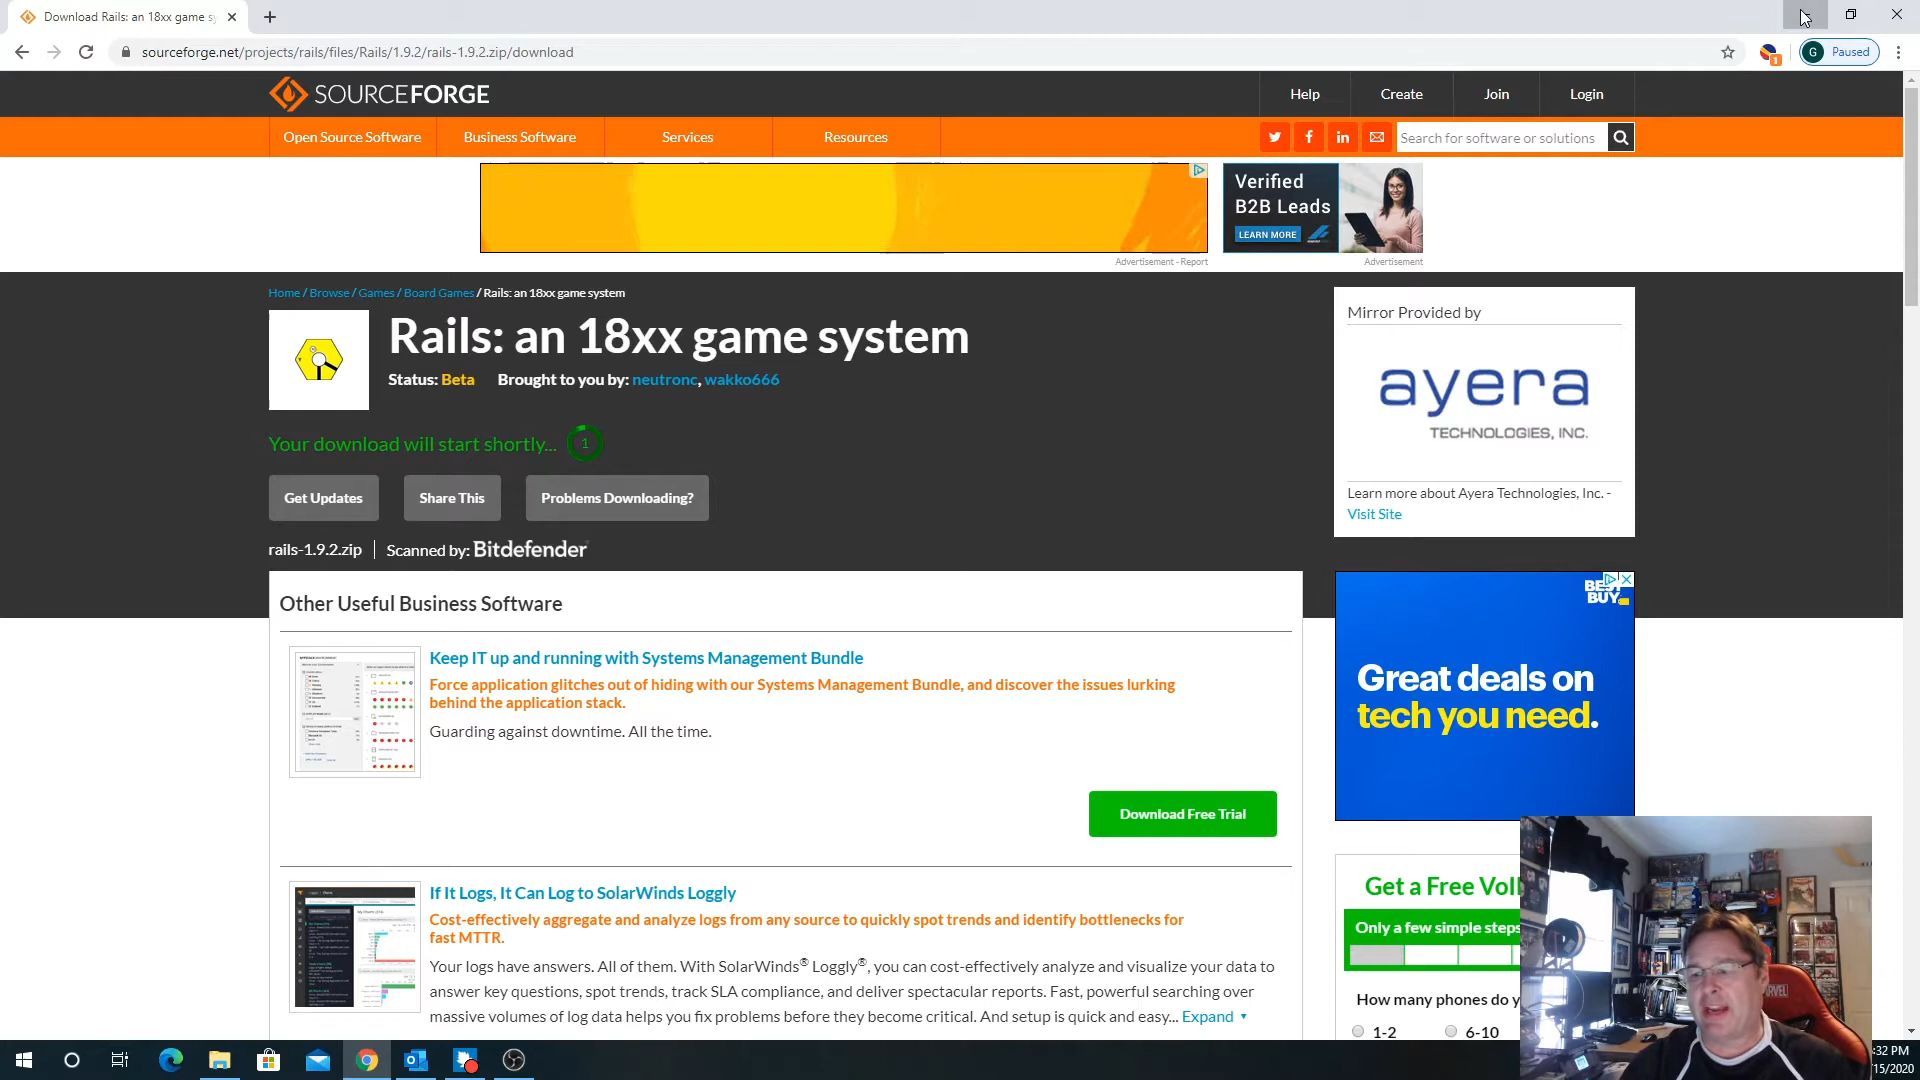 Download Rails: an 18xx game sy
sourceforge.net/projects/rails/files/Rails/1.9.2/rails-1.9.2.zip/download
1
G Paused
SOURCEFORGE
Help
Create
Join
Login
Open Source Software
Business Software
Services
Resources
Search for software or solutions
Verified
B2B Leads
LEARN MORE
Advertisement - Report
Advertisement
Home / Browse / Games / Board Games / Rails: an 18xx game system
Rails: an 18xx game system
Status: Beta Brought to you by: neutronc, wakko666
Your download will start shortly... 1
Get Updates
Share This
Problems Downloading?
rails-1.9.2.zip Scanned by: Bitdefender
Mirror Provided by
ayera
TECHNOLOGIES, INC.
Learn more about Ayera Technologies, Inc. -
Visit Site
Other Useful Business Software
Keep IT up and running with Systems Management Bundle
Force application glitches out of hiding with our Systems Management Bundle, and discover the issues lurking
behind the application stack.
Guarding against downtime. All the time.
Download Free Trial
If It Logs, It Can Log to SolarWinds Loggly
Cost-effectively aggregate and analyze logs from any source to quickly spot trends and identify bottlenecks for
fast MTTR.
Your logs have answers. All of them. With SolarWinds® Loggly®, you can cost-effectively analyze and visualize your data to
answer key questions, spot trends, track SLA compliance, and deliver spectacular reports. Fast, powerful searching over
massive volumes of log data helps you fix problems before they become critical. And setup is quick and easy... Expand
BEST
BUY
Great deals on
tech you need.
Get a Free VoI
Only a few simple steps
How many phones do y
1-2
6-10
MARVEL
:32 PM
15/2020